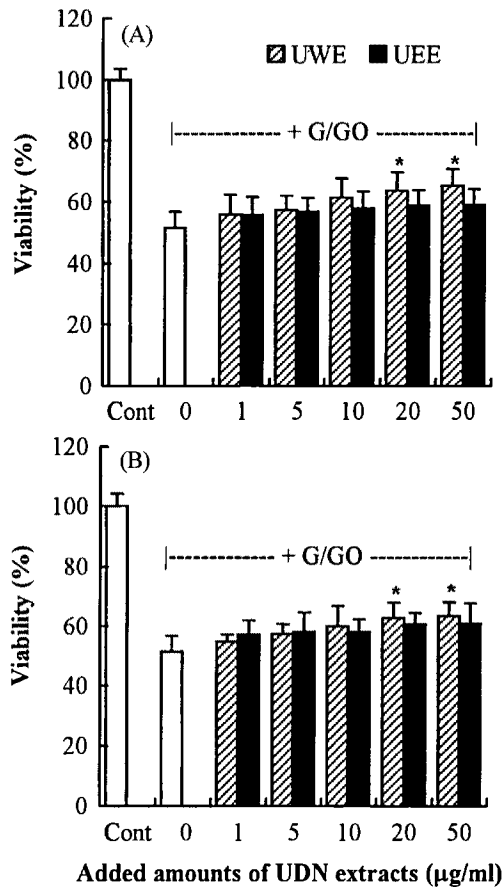 (A)
UWE UEE
+ G/GO
* *
Viability (%)
120
100
80
60
40
20
0
Cont 0 1 5 10 20 50
(B)
+ G/GO
* *
Viability (%)
120
100
80
60
40
20
0
Cont 0 1 5 10 20 50
Added amounts of UDN extracts (μg/ml)